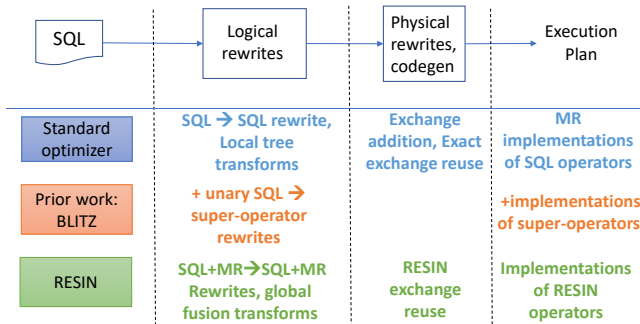 SQL
Logical
rewrites
Physical
rewrites,
codegen
Execution
Plan
Standard
optimizer
SQL → SQL rewrite,
Local tree
transforms
Exchange
addition, Exact
exchange reuse
MR
implementations
of SQL operators
Prior work:
BLITZ
+ unary SQL →
super-operator
rewrites
+implementations
of super-operators
RESIN
SQL+MR→SQL+MR
Rewrites, global
fusion transforms
RESIN
exchange
reuse
Implementations
of RESIN
operators